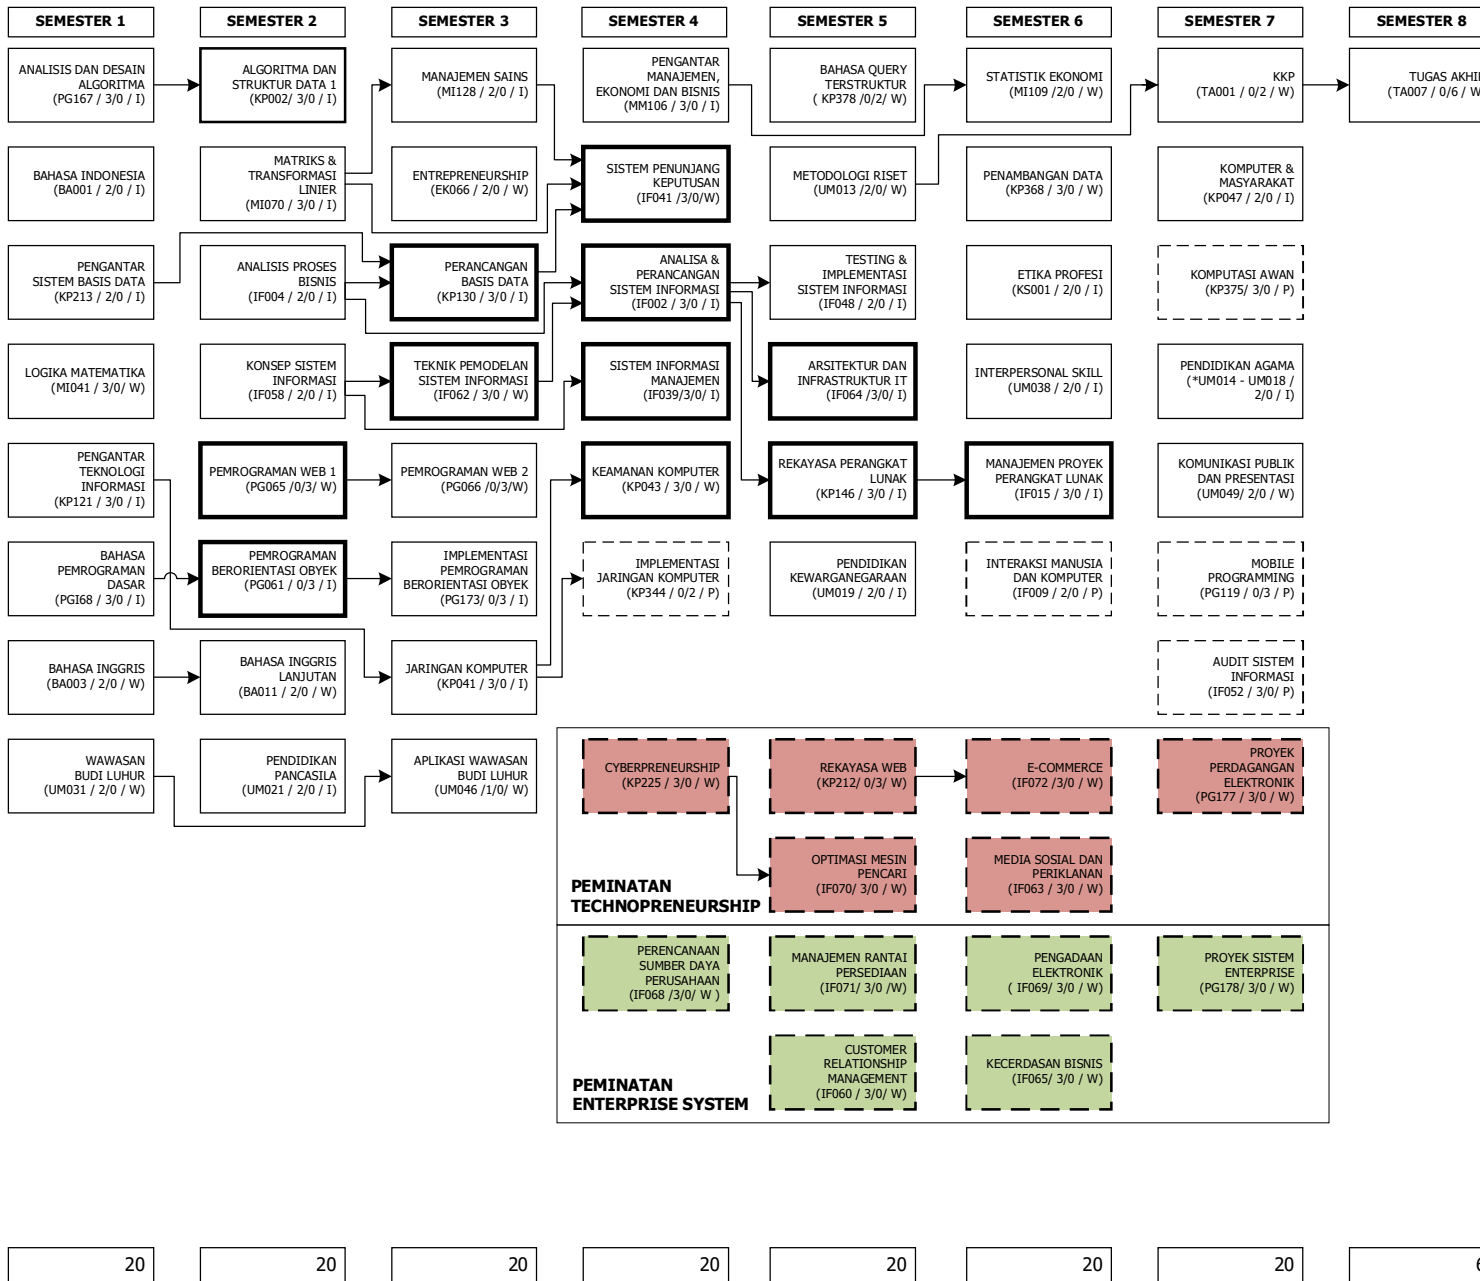 SEMESTER 1
SEMESTER 2
SEMESTER 3
SEMESTER 4
SEMESTER 5
SEMESTER 6
SEMESTER 7
SEMESTER 8
ANALISIS DAN DESAIN
ALGORITMA
(PG167 / 3/0 / I)
ALGORITMA DAN
STRUKTUR DATA 1
(KP002/ 3/0 / I)
MANAJEMEN SAINS
(MI128 / 2/0 / I)
PENGANTAR
MANAJEMEN,
EKONOMI DAN BISNIS
(MM106 / 3/0 / I)
BAHASA QUERY
TERSTRUKTUR
( KP378 /0/2/ W)
STATISTIK EKONOMI
(MI109 /2/0 / W)
KKP
(TA001 / 0/2 / W)
TUGAS AKHI
(TA007 / 0/6 / W
BAHASA INDONESIA
(BA001 / 2/0 / I)
MATRIKS &
TRANSFORMASI
LINIER
(MI070 / 3/0 / I)
ENTREPRENEURSHIP
(EK066 / 2/0 / W)
SISTEM PENUNJANG
KEPUTUSAN
(IF041 /3/0/W)
METODOLOGI RISET
(UM013 /2/0/ W)
PENAMBANGAN DATA
(KP368 / 3/0 / W)
KOMPUTER &
MASYARAKAT
(KP047 / 2/0 / I)
PENGANTAR
SISTEM BASIS DATA
(KP213 / 2/0 / I)
ANALISIS PROSES
BISNIS
(IF004 / 2/0 / I)
PERANCANGAN
BASIS DATA
(KP130 / 3/0 / I)
ANALISA &
PERANCANGAN
SISTEM INFORMASI
(IF002 / 3/0 / I)
TESTING &
IMPLEMENTASI
SISTEM INFORMASI
(IF048 / 2/0 / I)
ETIKA PROFESI
(KS001 / 2/0 / I)
KOMPUTASI AWAN
(KP375/ 3/0 / P)
LOGIKA MATEMATIKA
(MI041 / 3/0/ W)
KONSEP SISTEM
INFORMASI
(IF058 / 2/0 / I)
TEKNIK PEMODELAN
SISTEM INFORMASI
(IF062 / 3/0 / W)
SISTEM INFORMASI
MANAJEMEN
(IF039/3/0/ I)
ARSITEKTUR DAN
INFRASTRUKTUR IT
(IF064 /3/0/ I)
INTERPERSONAL SKILL
(UM038 / 2/0 / I)
PENDIDIKAN AGAMA
(*UM014 - UM018 /
2/0 / I)
PENGANTAR
TEKNOLOGI
INFORMASI
(KP121 / 3/0 / I)
PEMROGRAMAN WEB 1
(PG065 /0/3/ W)
PEMROGRAMAN WEB 2
(PG066 /0/3/W)
KEAMANAN KOMPUTER
(KP043 / 3/0 / W)
REKAYASA PERANGKAT
LUNAK
(KP146 / 3/0 / I)
MANAJEMEN PROYEK
PERANGKAT LUNAK
(IF015 / 3/0 / I)
KOMUNIKASI PUBLIK
DAN PRESENTASI
(UM049/ 2/0 / W)
BAHASA
PEMROGRAMAN
DASAR
(PGI68 / 3/0 / I)
PEMROGRAMAN
BERORIENTASI OBYEK
(PG061 / 0/3 / I)
IMPLEMENTASI
PEMROGRAMAN
BERORIENTASI OBYEK
(PG173/ 0/3 / I)
IMPLEMENTASI
JARINGAN KOMPUTER
(KP344 / 0/2 / P)
PENDIDIKAN
KEWARGANEGARAAN
(UM019 / 2/0 / I)
INTERAKSI MANUSIA
DAN KOMPUTER
(IF009 / 2/0 / P)
MOBILE
PROGRAMMING
(PG119 / 0/3 / P)
BAHASA INGGRIS
(BA003 / 2/0 / W)
BAHASA INGGRIS
LANJUTAN
(BA011 / 2/0 / W)
JARINGAN KOMPUTER
(KP041 / 3/0 / I)
AUDIT SISTEM
INFORMASI
(IF052 / 3/0/ P)
WAWASAN
BUDI LUHUR
(UM031 / 2/0 / W)
PENDIDIKAN
PANCASILA
(UM021 / 2/0 / I)
APLIKASI WAWASAN
BUDI LUHUR
(UM046 /1/0/ W)
CYBERPRENEURSHIP
(KP225 / 3/0 / W)
REKAYASA WEB
(KP212/ 0/3/ W)
E-COMMERCE
(IF072 /3/0 / W)
PROYEK
PERDAGANGAN
ELEKTRONIK
(PG177 / 3/0 / W)
OPTIMASI MESIN
PENCARI
(IF070/ 3/0 / W)
MEDIA SOSIAL DAN
PERIKLANAN
(IF063 / 3/0 / W)
PEMINATAN
TECHNOPRENEURSHIP
PERENCANAAN
SUMBER DAYA
PERUSAHAAN
(IF068 /3/0/ W )
MANAJEMEN RANTAI
PERSEDIAAN
(IF071/ 3/0 /W)
PENGADAAN
ELEKTRONIK
( IF069/ 3/0 / W)
PROYEK SISTEM
ENTERPRISE
(PG178/ 3/0 / W)
CUSTOMER
RELATIONSHIP
MANAGEMENT
(IF060 / 3/0/ W)
KECERDASAN BISNIS
(IF065/ 3/0 / W)
PEMINATAN
ENTERPRISE SYSTEM
20
20
20
20
20
20
20